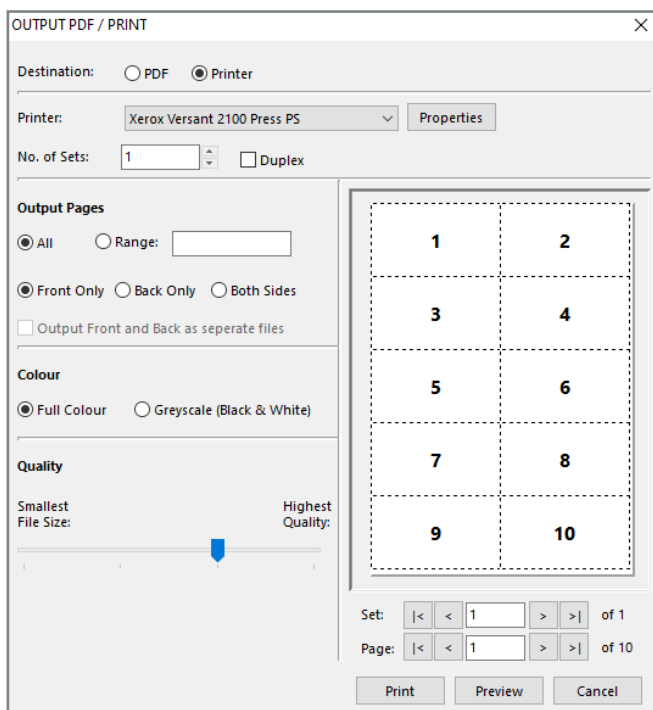 OUTPUT PDF / PRINT
Destination: PDF Printer
Printer: Xerox Versant 2100 Press PS Properties
No. of Sets: 1 Duplex
Output Pages
All Range:
Front Only Back Only Both Sides
Output Front and Back as seperate files
Colour
Full Colour Greyscale (Black & White)
Quality
Smallest
File Size:
Highest
Quality:
1 2
3 4
5 6
7 8
9 10
Set: |< < 1 > >| of 1
Page: |< < 1 > >| of 10
Print Preview Cancel